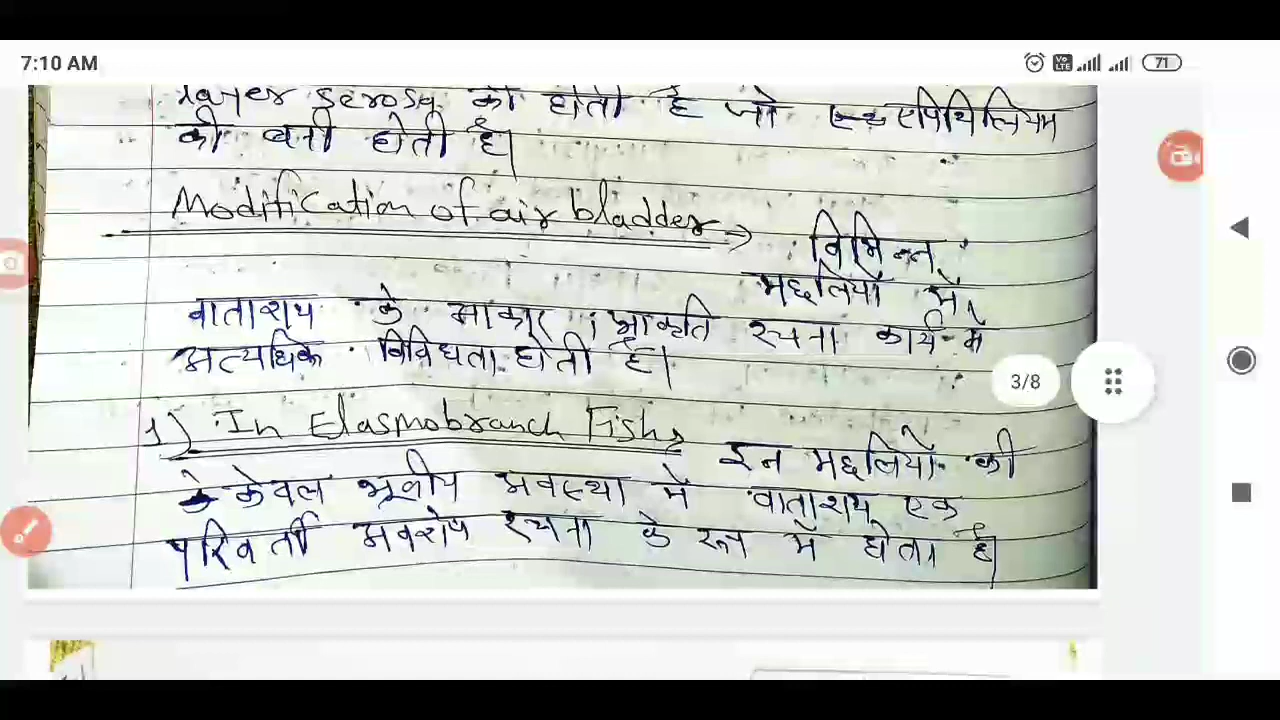 7:10 AM
71
layer serosa की होती है जो एपिथिलियम
की बनी होती है।
Modification of air bladder → विभिन्न
मछलियों में
वाताशय के आकार, आकृति रचना कार्य में
अत्यधिक विविधता होती है।
3/8
1) In Elasmobranch Fish, इन मछलियों की
केवल भ्रूणीय अवस्था में वाताशय एक
परिवर्ती अवशेष रचना के रूप में होता है